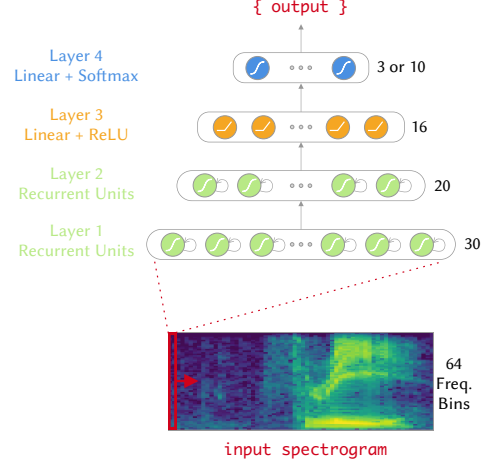 { output }
Layer 4
Linear + Softmax
3 or 10
Layer 3
Linear + ReLU
16
Layer 2
Recurrent Units
20
Layer 1
Recurrent Units
30
64
Freq.
Bins
input spectrogram